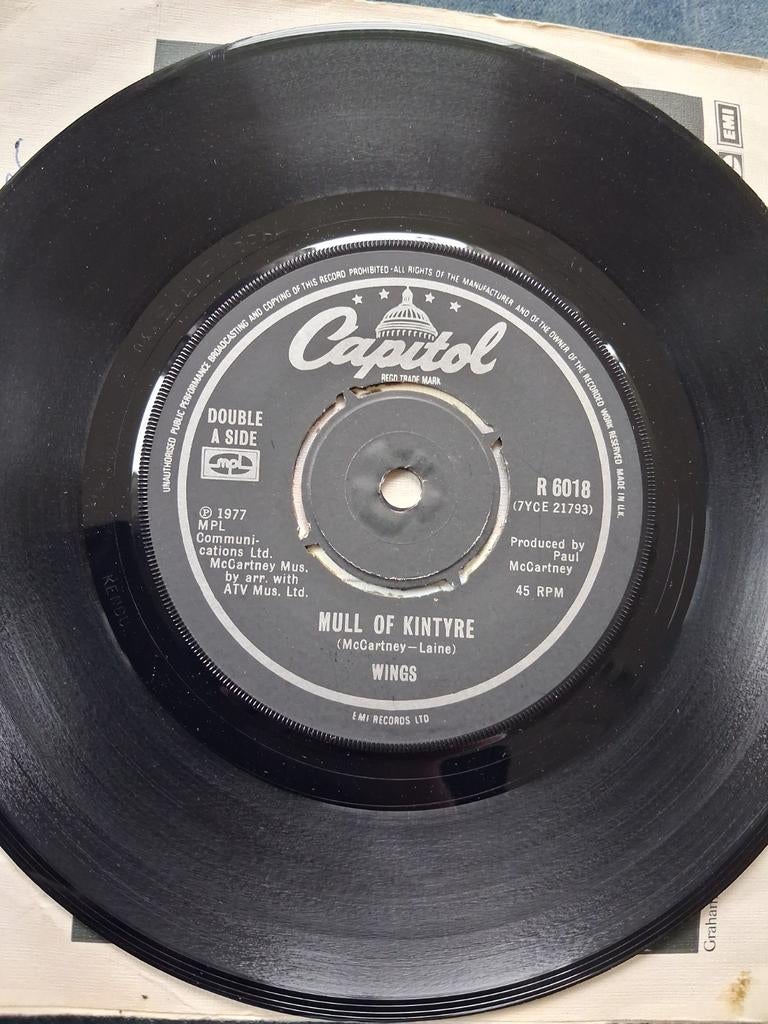 UNAUTHORISED PUBLIC PERFORMANCE BROADCASTING AND COPYING OF THIS RECORD PROHIBITED-ALL RIGHTS OF THE MANUFACTURER AND OF THE OWNER OF THE RECORDED WORK RESERVED MADE IN U.K.
Capitol
REGD. TRADE MARK
DOUBLE
A SIDE
mpl
℗ 1977
MPL
Communi-
cations Ltd.
McCartney Mus.
by arr. with
ATV Mus. Ltd.
R 6018
(7YCE 21793)
Produced by
Paul
McCartney
45 RPM
MULL OF KINTYRE
(McCartney–Laine)
WINGS
EMI RECORDS LTD
EMI
Graham